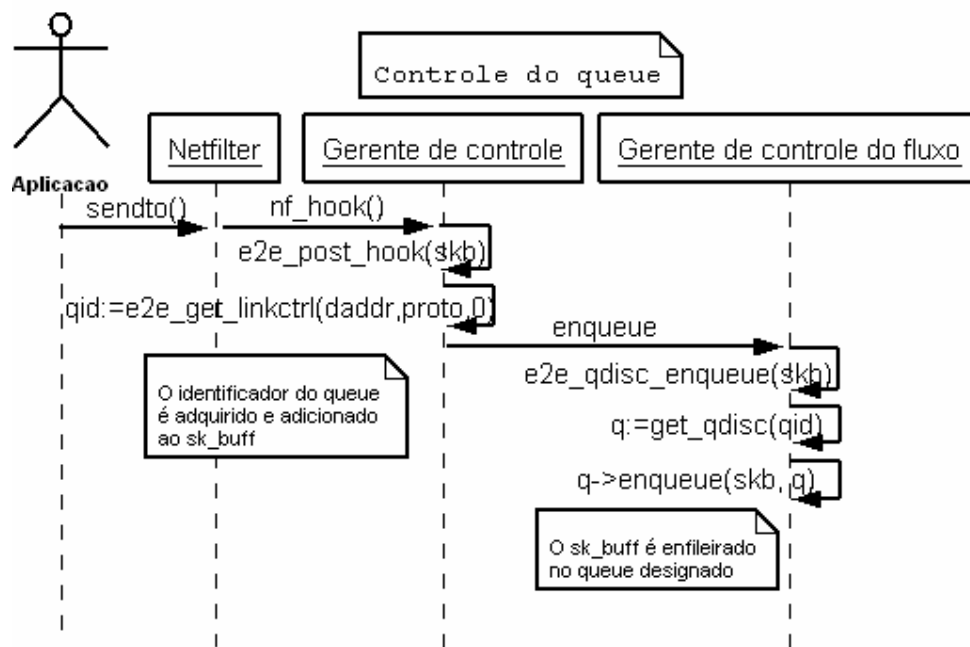 Controle do queue
Netfilter
Gerente de controle
Gerente de controle do fluxo
Aplicacao
sendto()
nf_hook()
e2e_post_hook(skb)
qid:=e2e_get_linkctrl(daddr,proto,0)
enqueue
e2e_qdisc_enqueue(skb)
O identificador do queue
é adquirido e adicionado
ao sk_buff
q:=get_qdisc(qid)
q->enqueue(skb, q)
O sk_buff é enfileirado
no queue designado